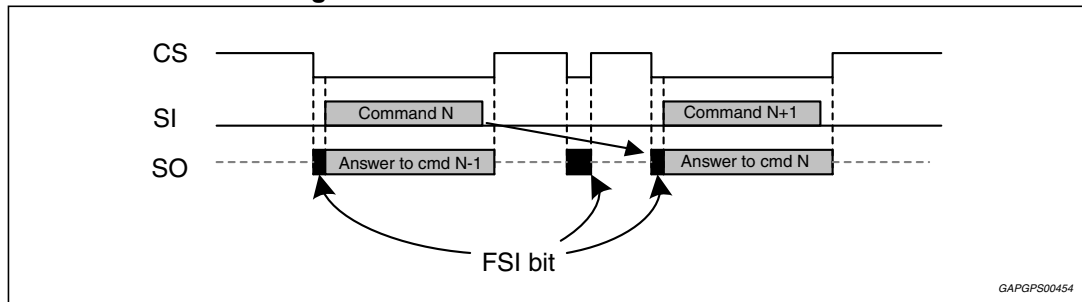 CS
SI
Command N
Command N+1
SO
Answer to cmd N-1
Answer to cmd N
FSI bit
GAPGPS00454